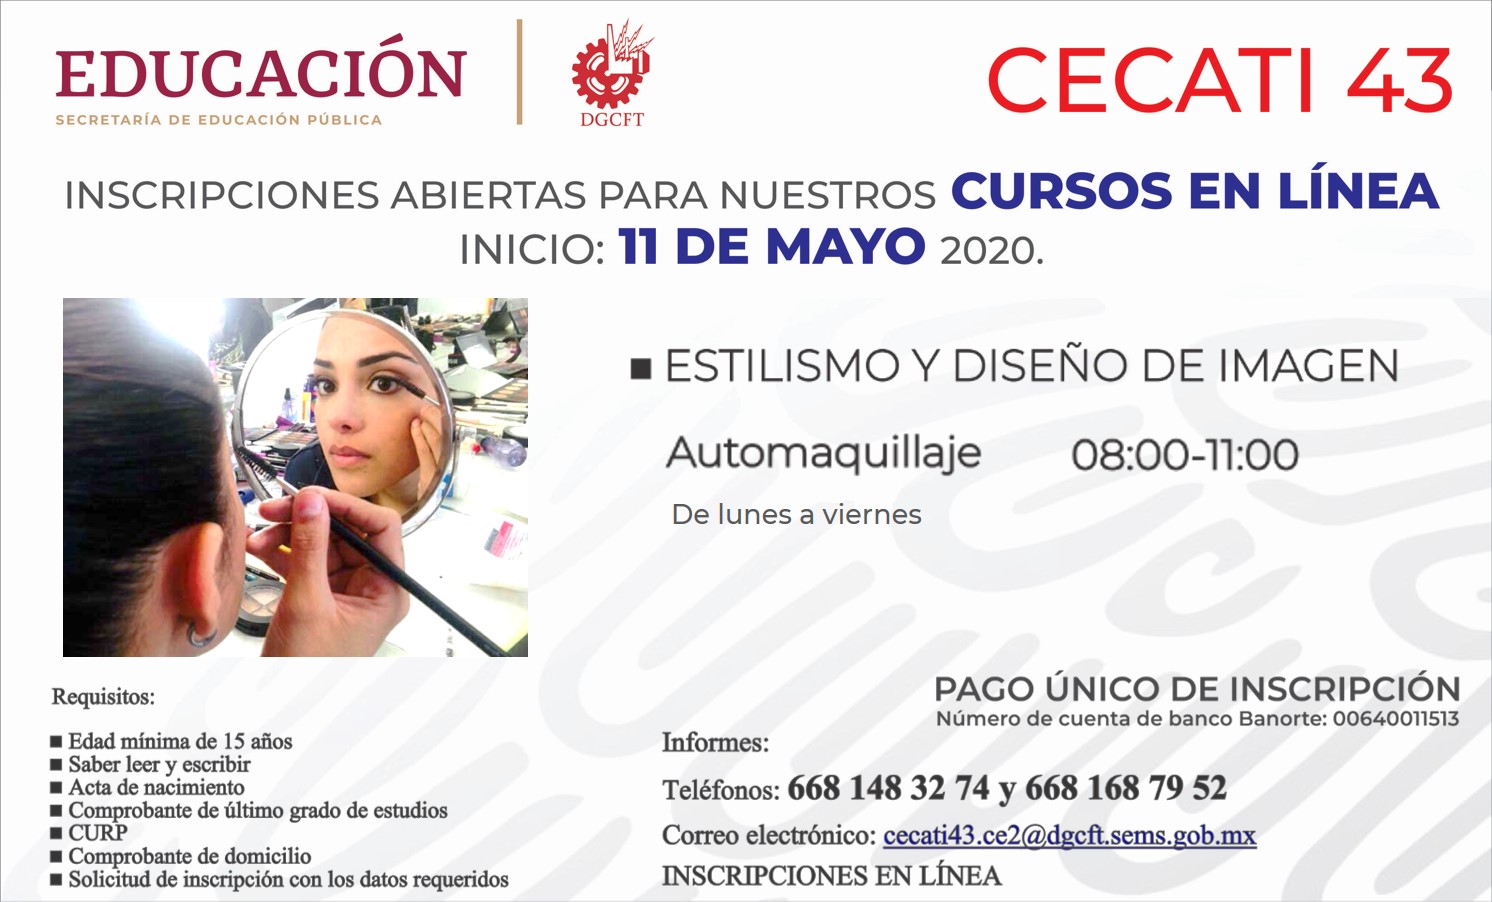 EDUCACIÓN
SECRETARÍA DE EDUCACIÓN PÚBLICA
DGCFT
CECATI 43
INSCRIPCIONES ABIERTAS PARA NUESTROS CURSOS EN LÍNEA
INICIO: 11 DE MAYO 2020.
■ ESTILISMO Y DISEÑO DE IMAGEN
Automaquillaje 08:00-11:00
De lunes a viernes
Requisitos:
■ Edad mínima de 15 años
■ Saber leer y escribir
■ Acta de nacimiento
■ Comprobante de último grado de estudios
■ CURP
■ Comprobante de domicilio
■ Solicitud de inscripción con los datos requeridos
PAGO ÚNICO DE INSCRIPCIÓN
Número de cuenta de banco Banorte: 00640011513
Informes:
Teléfonos: 668 148 32 74 y 668 168 79 52
Correo electrónico: cecati43.ce2@dgcft.sems.gob.mx
INSCRIPCIONES EN LÍNEA